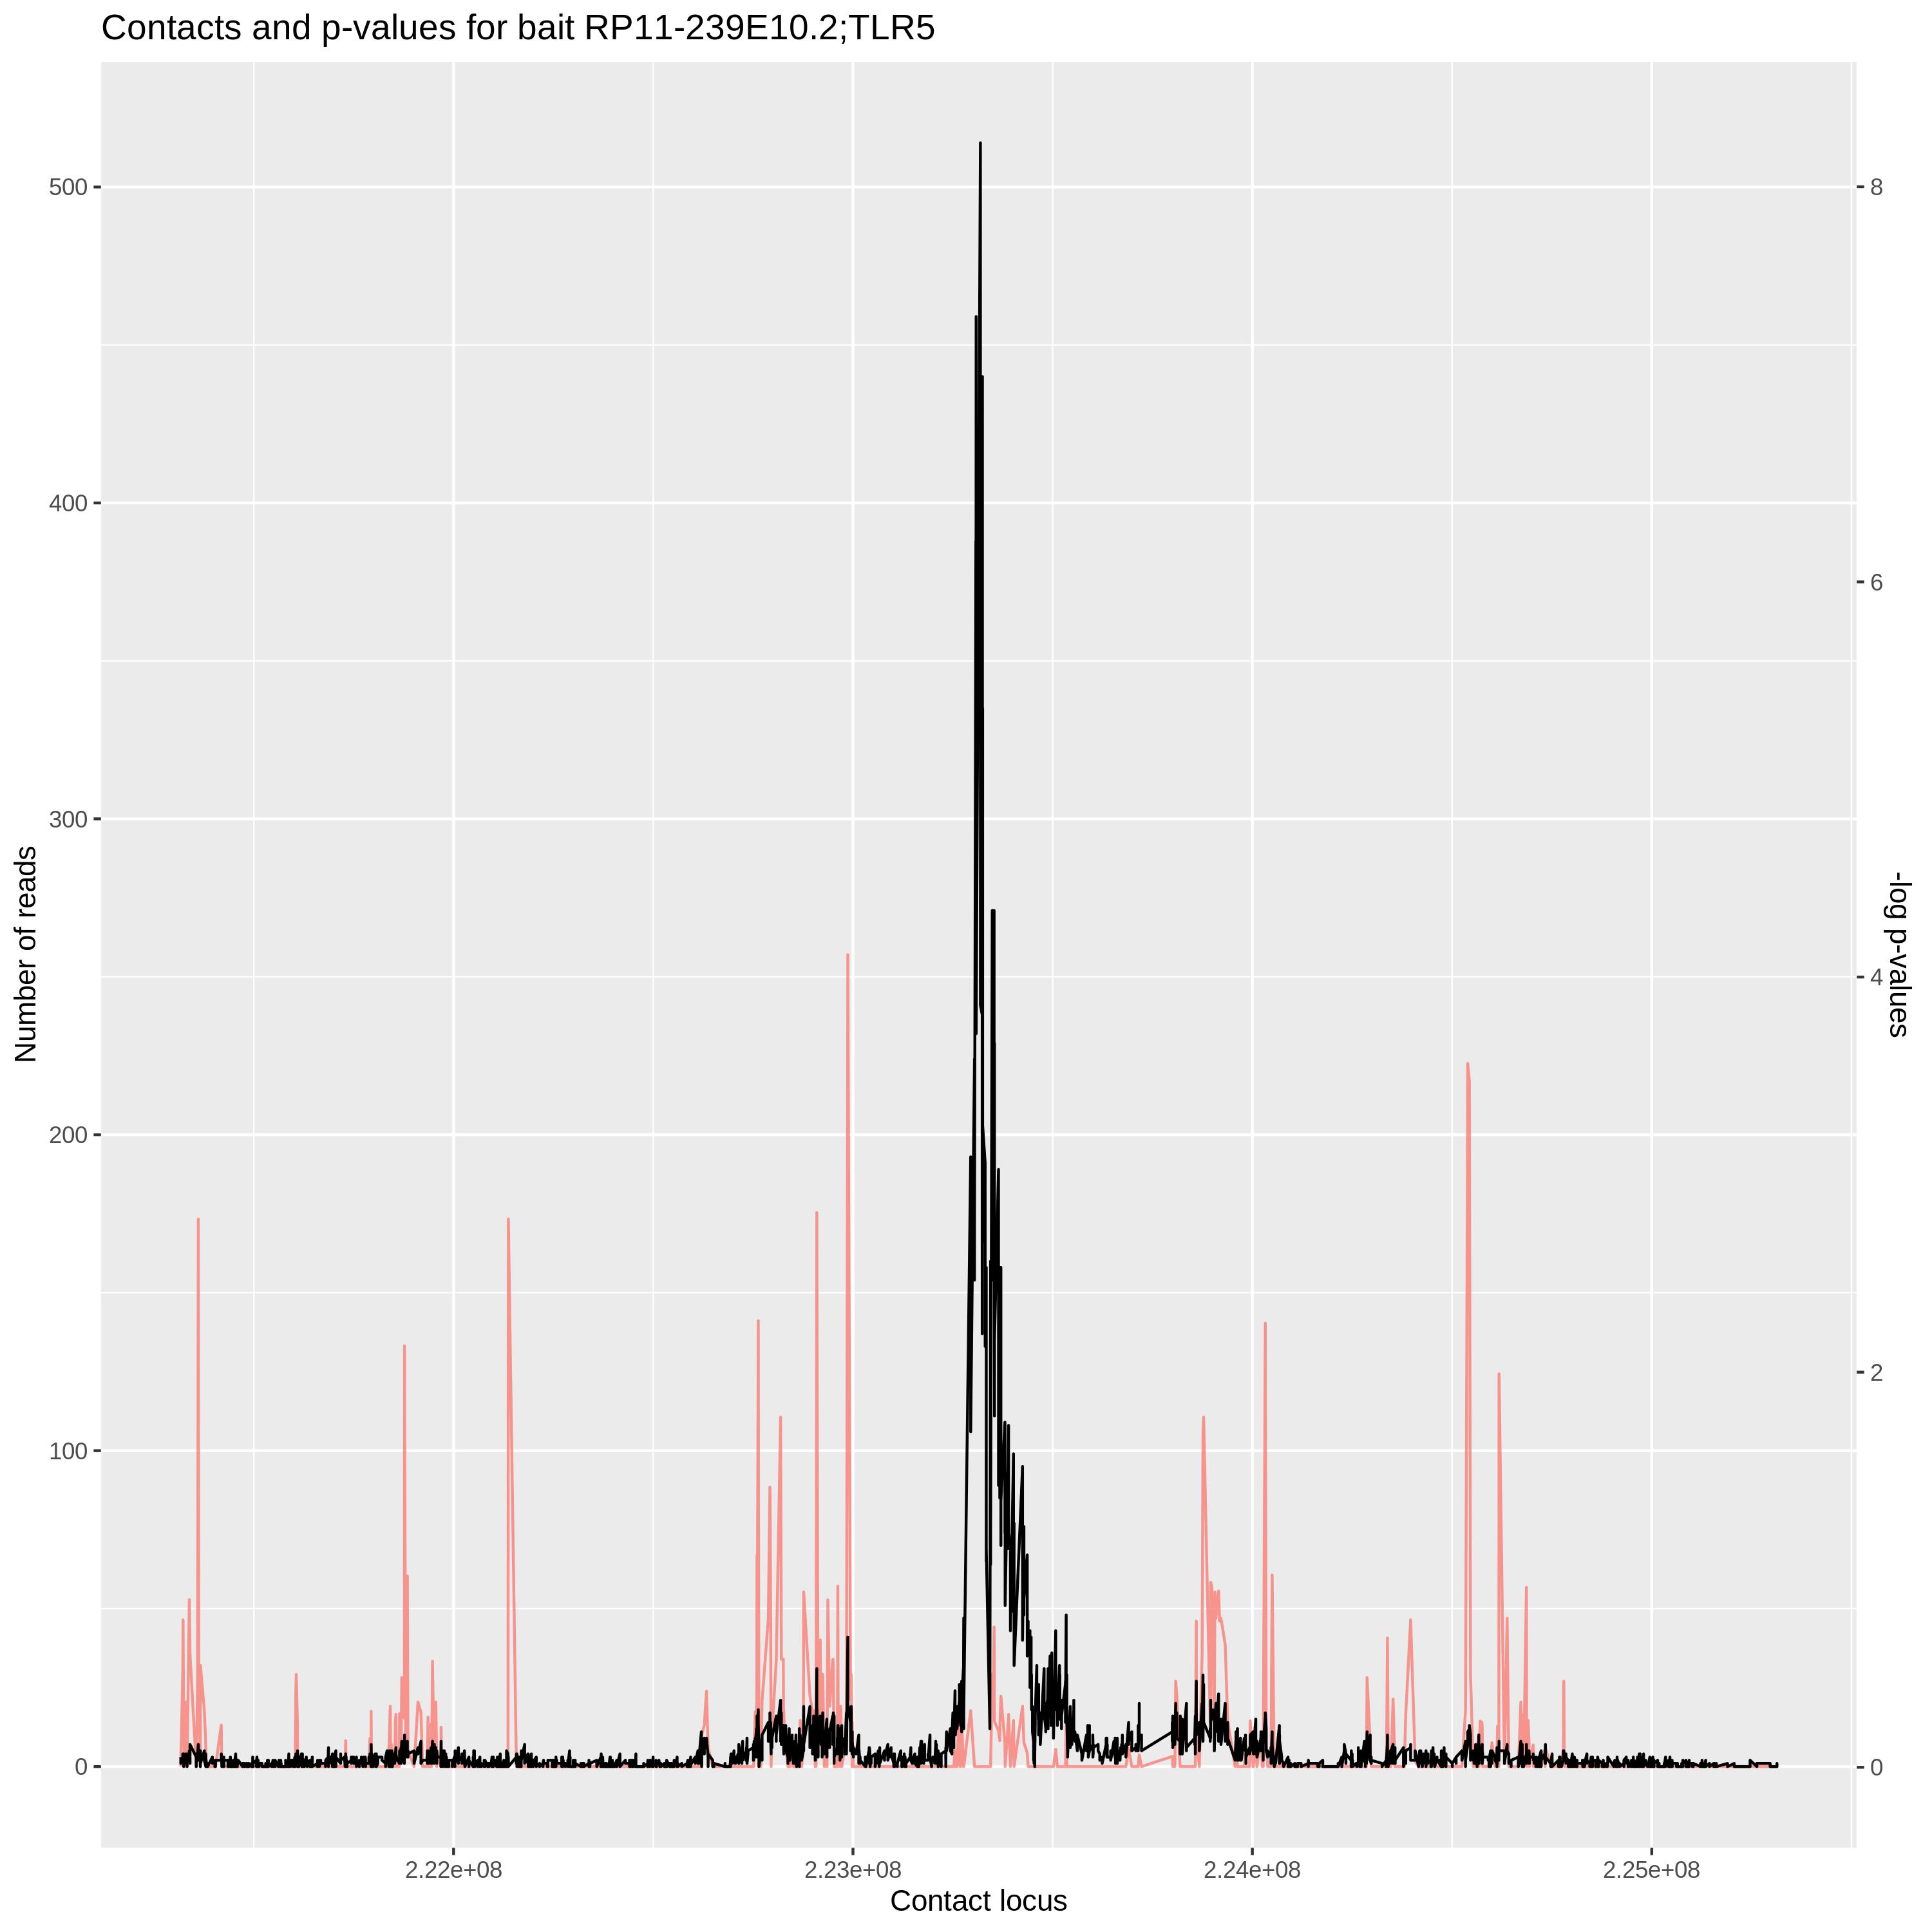 Contacts and p-values for bait RP11-239E10.2;TLR5
Number of reads
500
400
300
200
100
0
8
6
4
2
0
-log p-values
2.22e+08 2.23e+08 2.24e+08 2.25e+08
Contact locus